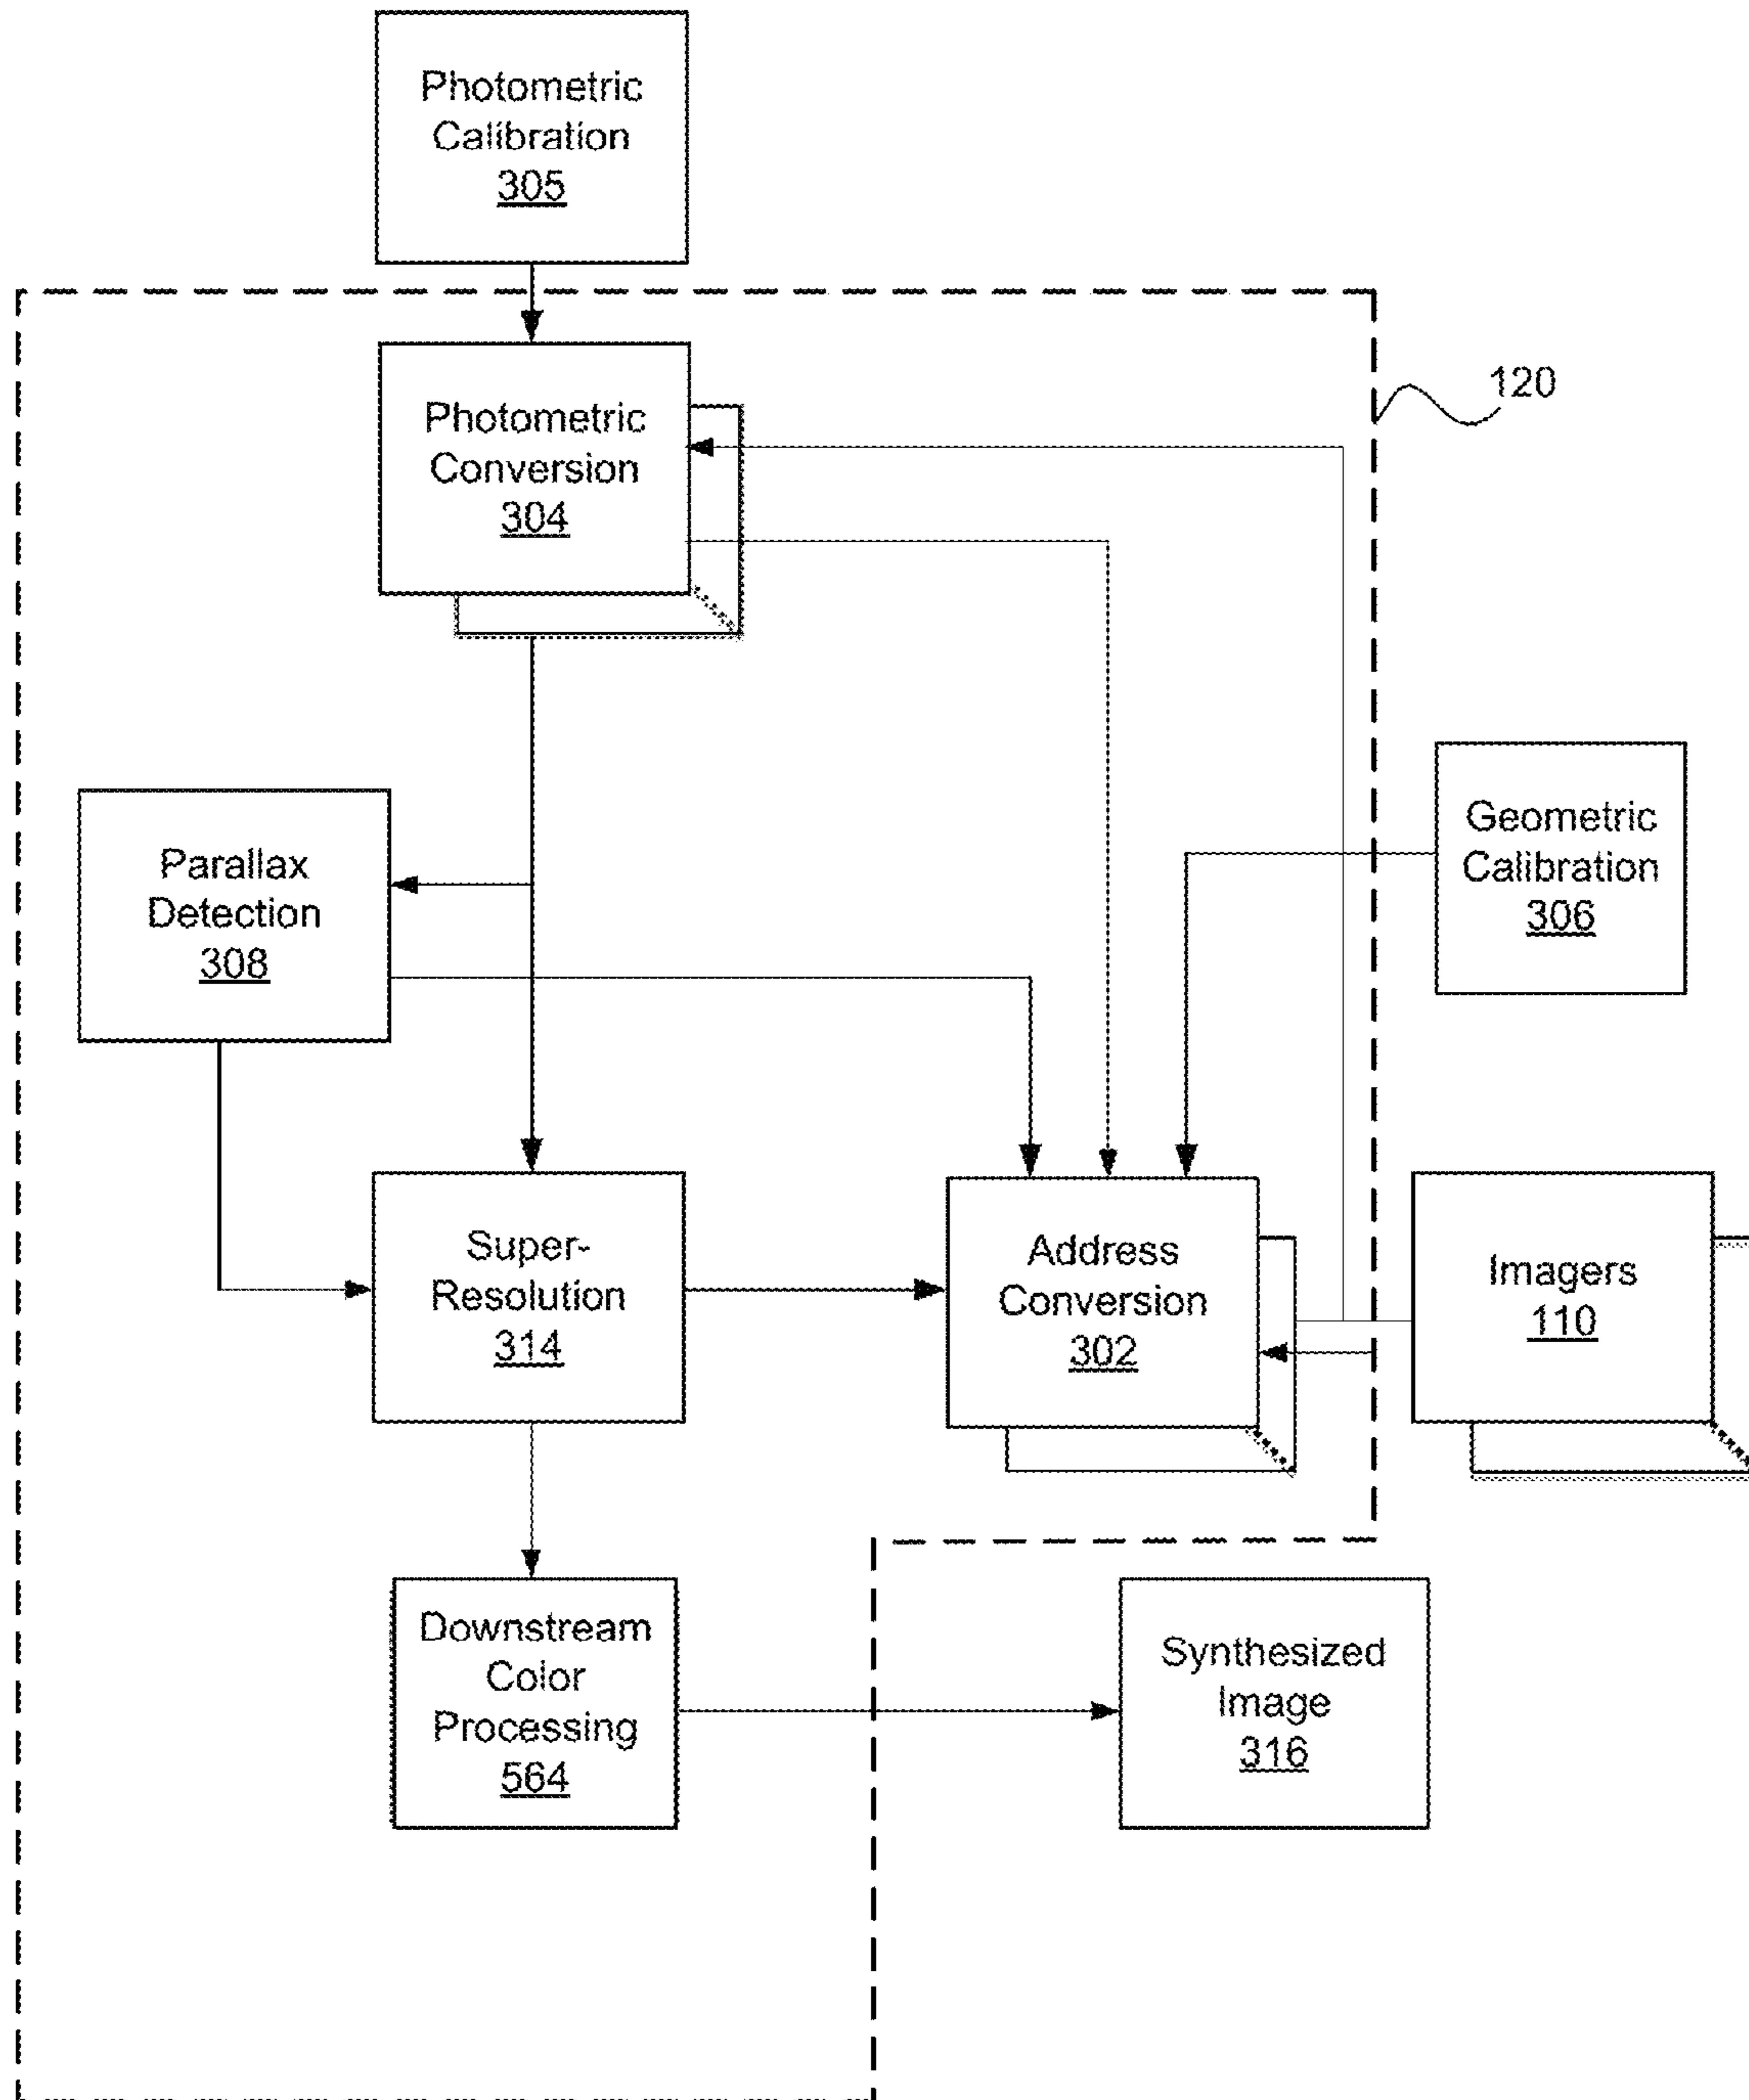 Photometric
Calibration
305
Photometric
Conversion
304
120
Parallax
Detection
308
Geometric
Calibration
306
Super-
Resolution
314
Address
Conversion
302
Imagers
110
Downstream
Color
Processing
564
Synthesized
Image
316